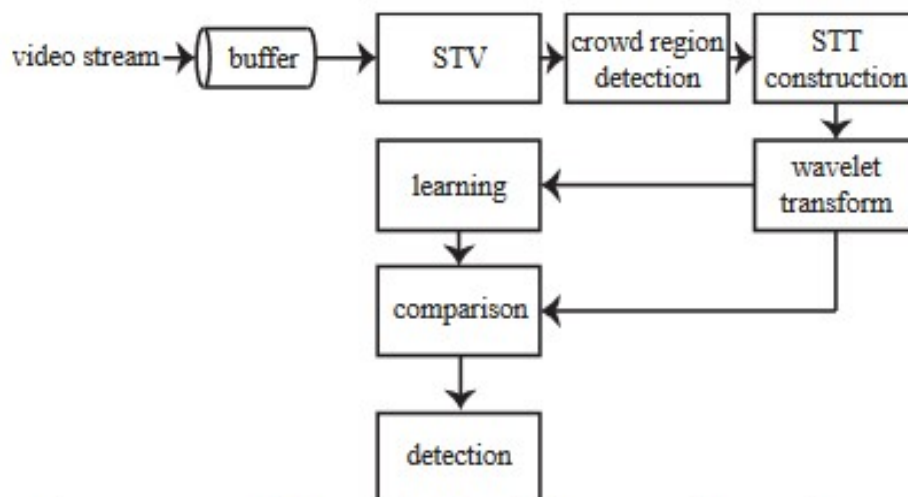 video stream
buffer
STV
crowd region
detection
STT
construction
wavelet
transform
learning
comparison
detection